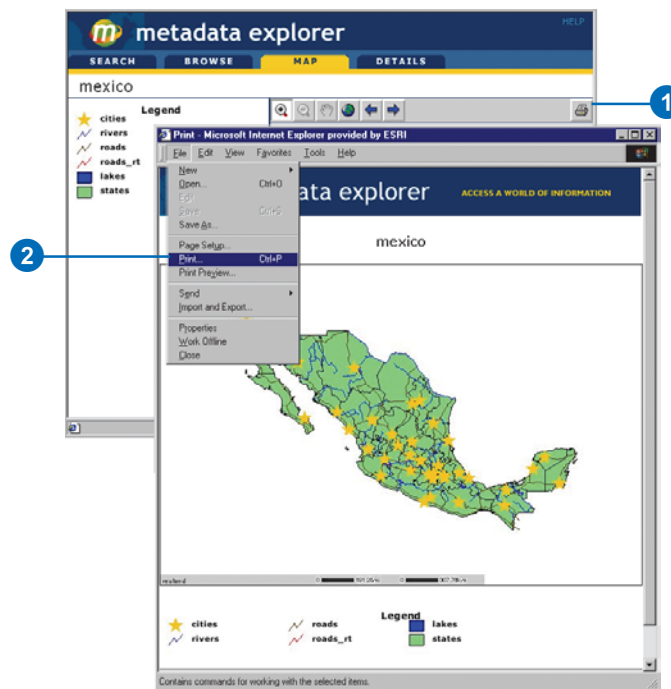 metadata explorer
HELP
SEARCH BROWSE MAP DETAILS
mexico
Legend
cities
rivers
roads
roads_rt
lakes
states
1
Print - Microsoft Internet Explorer provided by ESRI
File Edit View Favorites Tools Help
New
Open... Ctrl+O
Edit
Save Ctrl+S
Save As...
Page Setup...
Print... Ctrl+P
Print Preview...
Send
Import and Export...
Properties
Work Offline
Close
2
ata explorer
ACCESS A WORLD OF INFORMATION
mexico
0
0
Legend
cities roads lakes
rivers roads_rt states
Contains commands for working with the selected items.